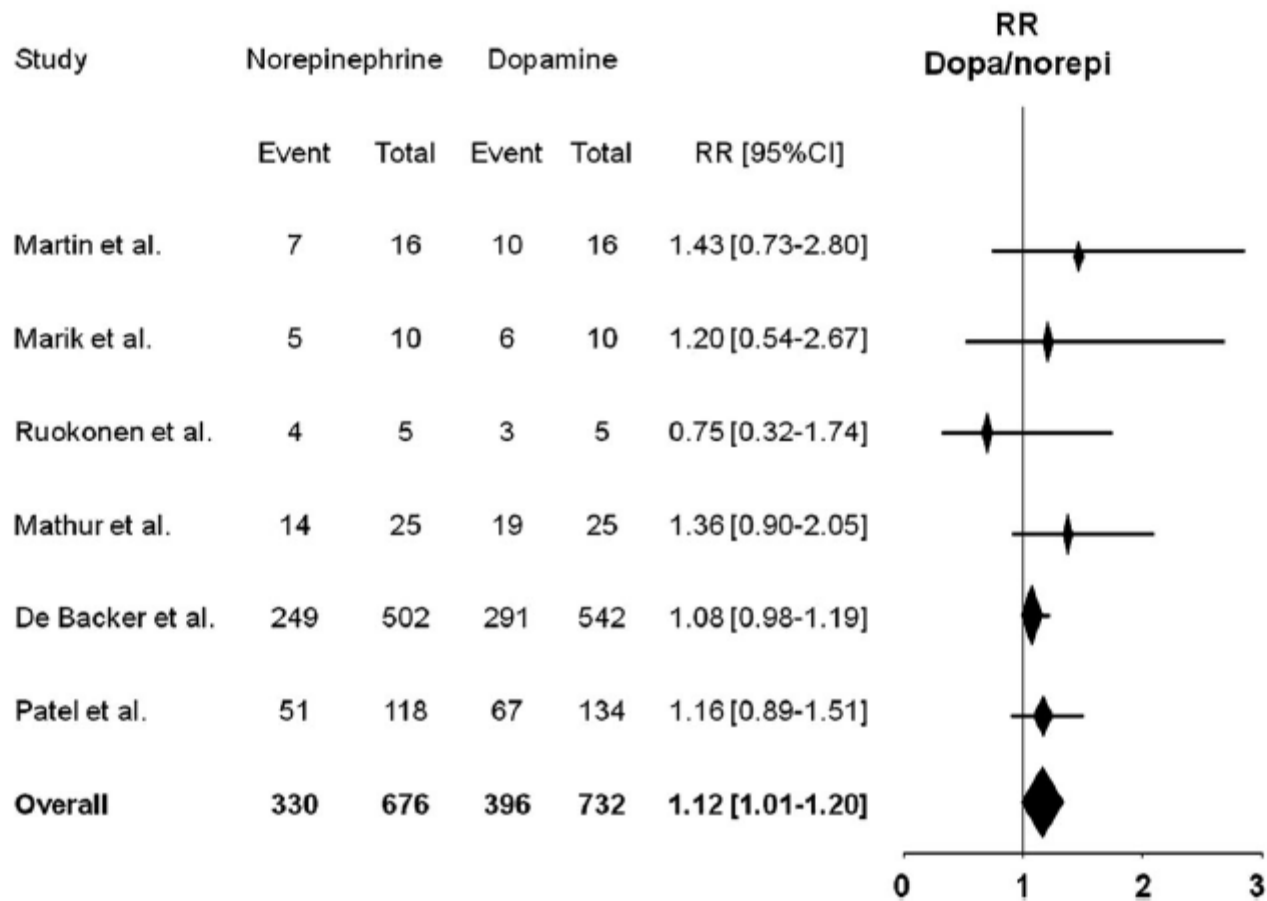 RR
Study Norepinephrine Dopamine Dopa/norepi
Event Total Event Total RR [95%CI]
Martin et al. 7 16 10 16 1.43 [0.73-2.80]
Marik et al. 5 10 6 10 1.20 [0.54-2.67]
Ruokonen et al. 4 5 3 5 0.75 [0.32-1.74]
Mathur et al. 14 25 19 25 1.36 [0.90-2.05]
De Backer et al. 249 502 291 542 1.08 [0.98-1.19]
Patel et al. 51 118 67 134 1.16 [0.89-1.51]
Overall 330 676 396 732 1.12 [1.01-1.20]
0 1 2 3